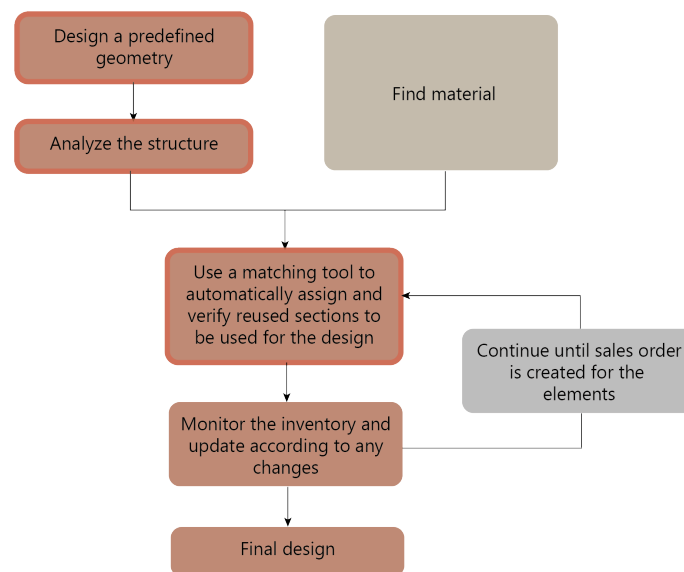 Design a predefined
geometry
Find material
Analyze the structure
Use a matching tool to
automatically assign and
verify reused sections to
be used for the design
Continue until sales order
is created for the
elements
Monitor the inventory and
update according to any
changes
Final design